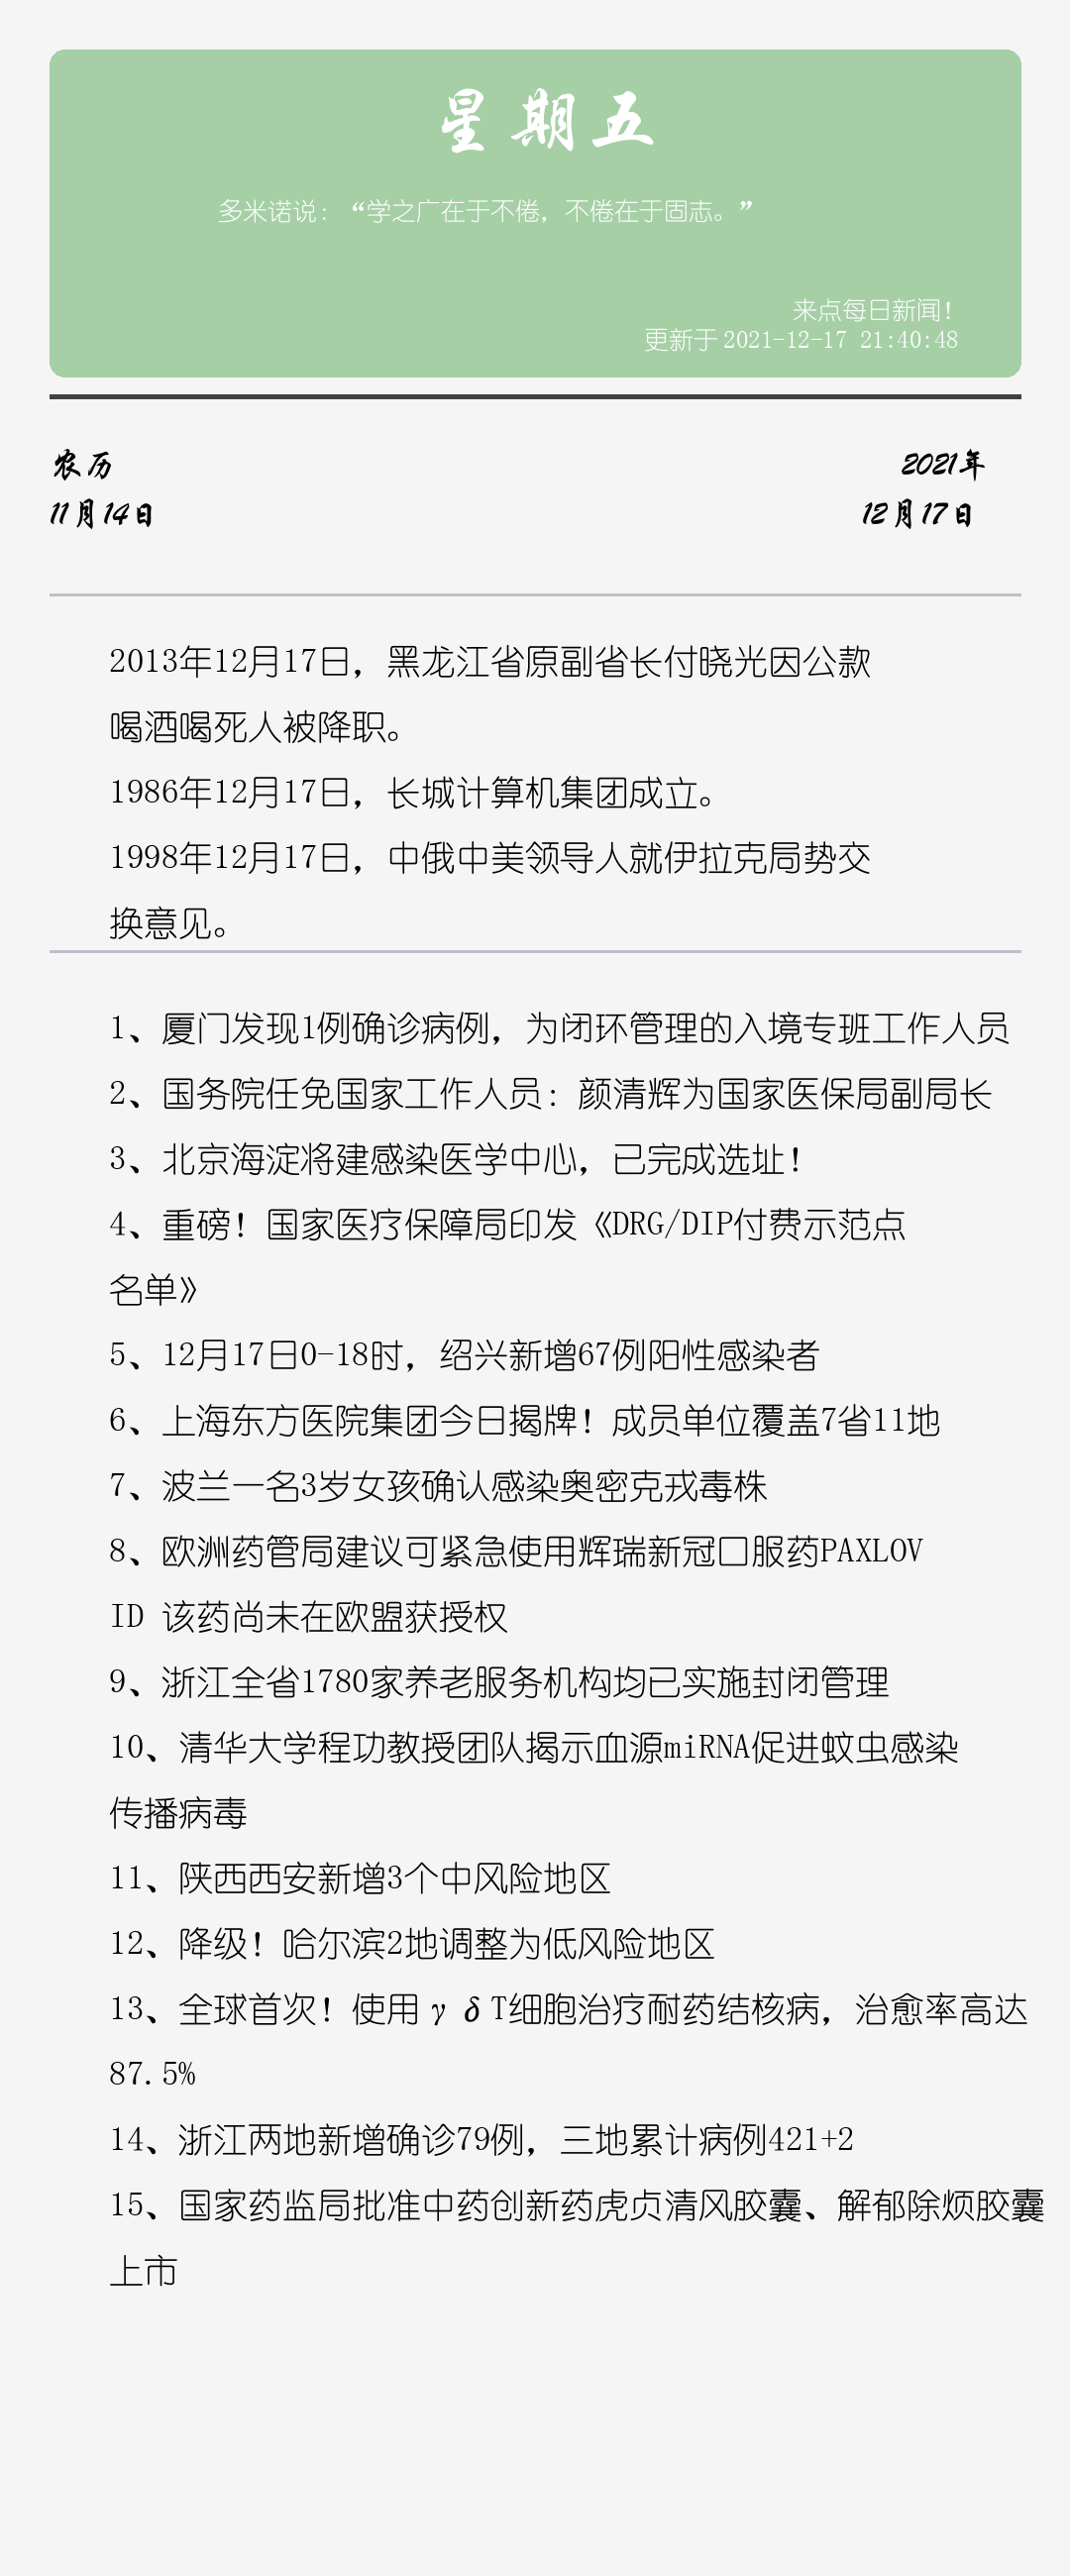 星期五
多米诺说：“学之广在于不倦，不倦在于固志。”
来点每日新闻！
更新于 2021-12-17 21:40:48
农历
2021年
11月14日
12月17日
2013年12月17日，黑龙江省原副省长付晓光因公款
喝酒喝死人被降职。
1986年12月17日，长城计算机集团成立。
1998年12月17日，中俄中美领导人就伊拉克局势交
换意见。
1、厦门发现1例确诊病例，为闭环管理的入境专班工作人员
2、国务院任免国家工作人员：颜清辉为国家医保局副局长
3、北京海淀将建感染医学中心，已完成选址！
4、重磅！国家医疗保障局印发《DRG/DIP付费示范点
名单》
5、12月17日0-18时，绍兴新增67例阳性感染者
6、上海东方医院集团今日揭牌！成员单位覆盖7省11地
7、波兰一名3岁女孩确认感染奥密克戎毒株
8、欧洲药管局建议可紧急使用辉瑞新冠口服药PAXLOV
ID 该药尚未在欧盟获授权
9、浙江全省1780家养老服务机构均已实施封闭管理
10、清华大学程功教授团队揭示血源miRNA促进蚊虫感染
传播病毒
11、陕西西安新增3个中风险地区
12、降级！哈尔滨2地调整为低风险地区
13、全球首次！使用γδT细胞治疗耐药结核病，治愈率高达
87.5%
14、浙江两地新增确诊79例，三地累计病例421+2
15、国家药监局批准中药创新药虎贞清风胶囊、解郁除烦胶囊
上市